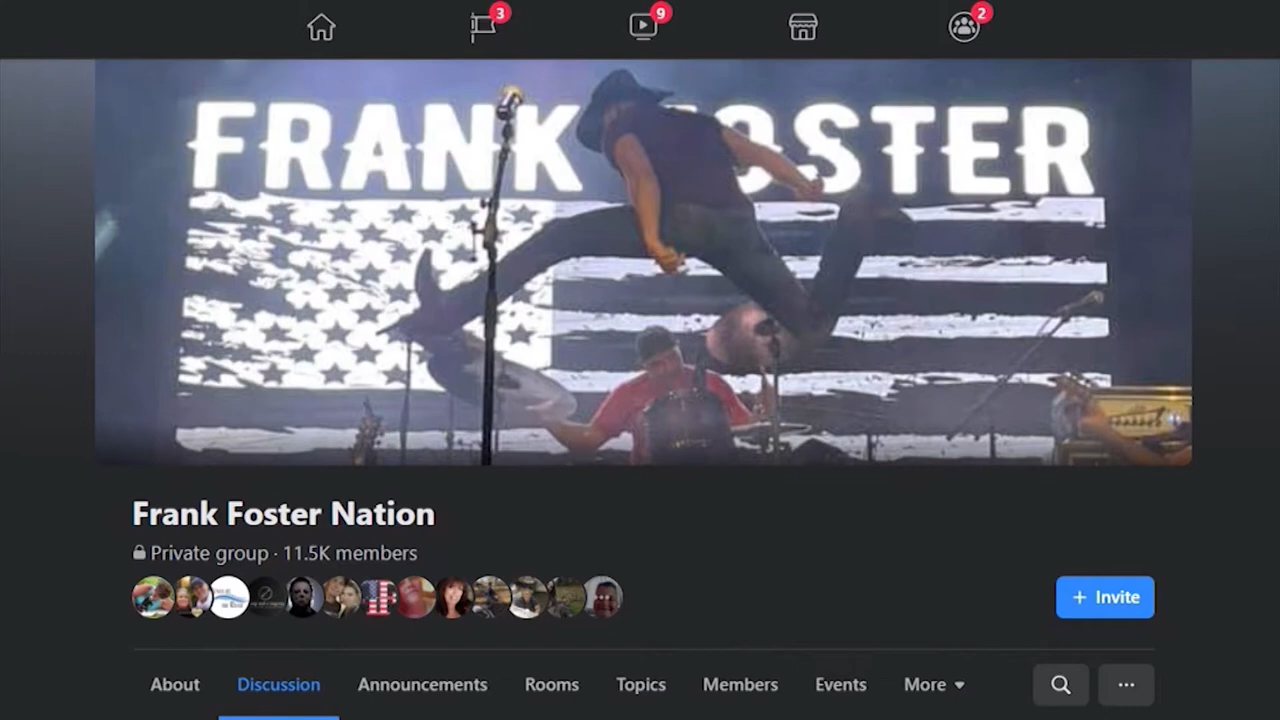 3
9
2
FRANK FOSTER
Frank Foster Nation
Private group · 11.5K members
+ Invite
About Discussion Announcements Rooms Topics Members Events More